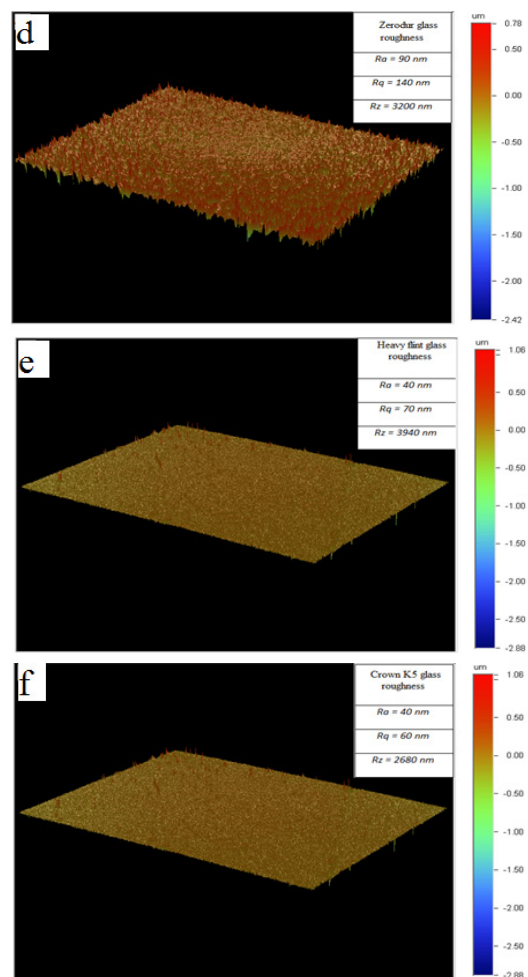 d
Zerodur glass
roughness
Ra = 90 nm
Rq = 140 nm
Rz = 3200 nm
um
0.78
0.50
0.00
-0.50
-1.00
-1.50
-2.00
-2.42
e
Heavy flint glass
roughness
Ra = 40 nm
Rq = 70 nm
Rz = 3940 nm
um
1.06
0.50
0.00
-0.50
-1.00
-1.50
-2.00
-2.50
-2.88
f
Crown K5 glass
roughness
Ra = 40 nm
Rq = 60 nm
Rz = 2680 nm
um
1.06
0.50
0.00
-0.50
-1.00
-1.50
-2.00
-2.50
-2.88